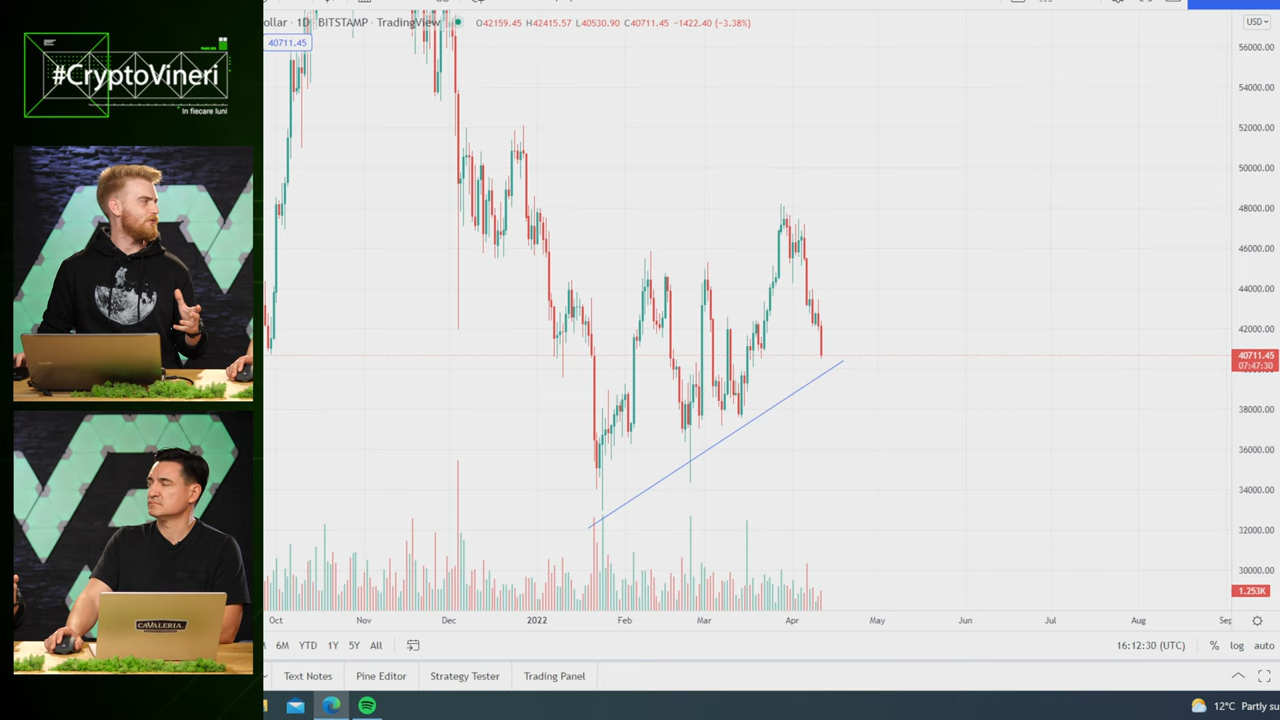 #CryptoVineri
În fiecare luni
CAVALERIA
ollar · 1D · BITSTAMP · TradingView O42159.45 H42415.57 L40530.90 C40711.45 −1422.40 (−3.38%)
40711.45
USD
56000.00
54000.00
52000.00
50000.00
48000.00
46000.00
44000.00
42000.00
40711.45
07:47:30
38000.00
36000.00
34000.00
32000.00
30000.00
1.253K
Oct Nov Dec 2022 Feb Mar Apr May Jun Jul Aug Sep
6M YTD 1Y 5Y All 16:12:30 (UTC) % log auto
Text Notes Pine Editor Strategy Tester Trading Panel
12°C Partly su